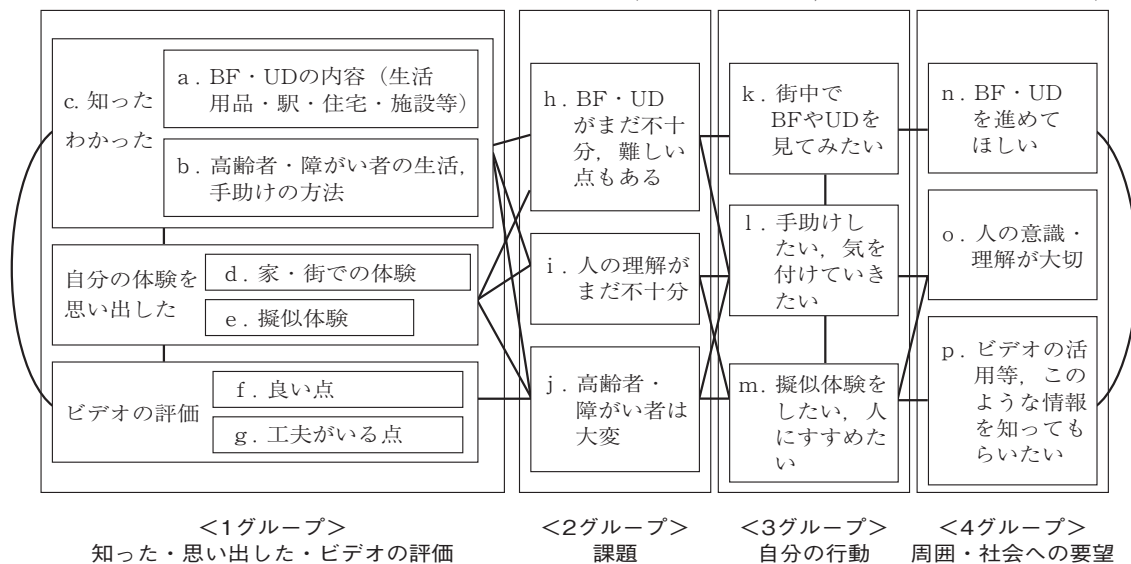 c. 知った
わかった
a. BF・UDの内容（生活
用品・駅・住宅・施設等）
b. 高齢者・障がい者の生活,
手助けの方法
自分の体験を
思い出した
d. 家・街での体験
e. 擬似体験
ビデオの評価
f. 良い点
g. 工夫がいる点
h. BF・UD
がまだ不十
分，難しい
点もある
i. 人の理解が
まだ不十分
j. 高齢者・
障がい者は
大変
k. 街中で
BFやUDを
見てみたい
l. 手助けし
たい，気を
付けていき
たい
m. 擬似体験を
したい，人
にすすめた
い
n. BF・UD
を進めて
ほしい
o. 人の意識・
理解が大切
p. ビデオの活
用等，この
ような情報
を知っても
らいたい
＜1グループ＞
知った・思い出した・ビデオの評価
＜2グループ＞
課題
＜3グループ＞
自分の行動
＜4グループ＞
周囲・社会への要望